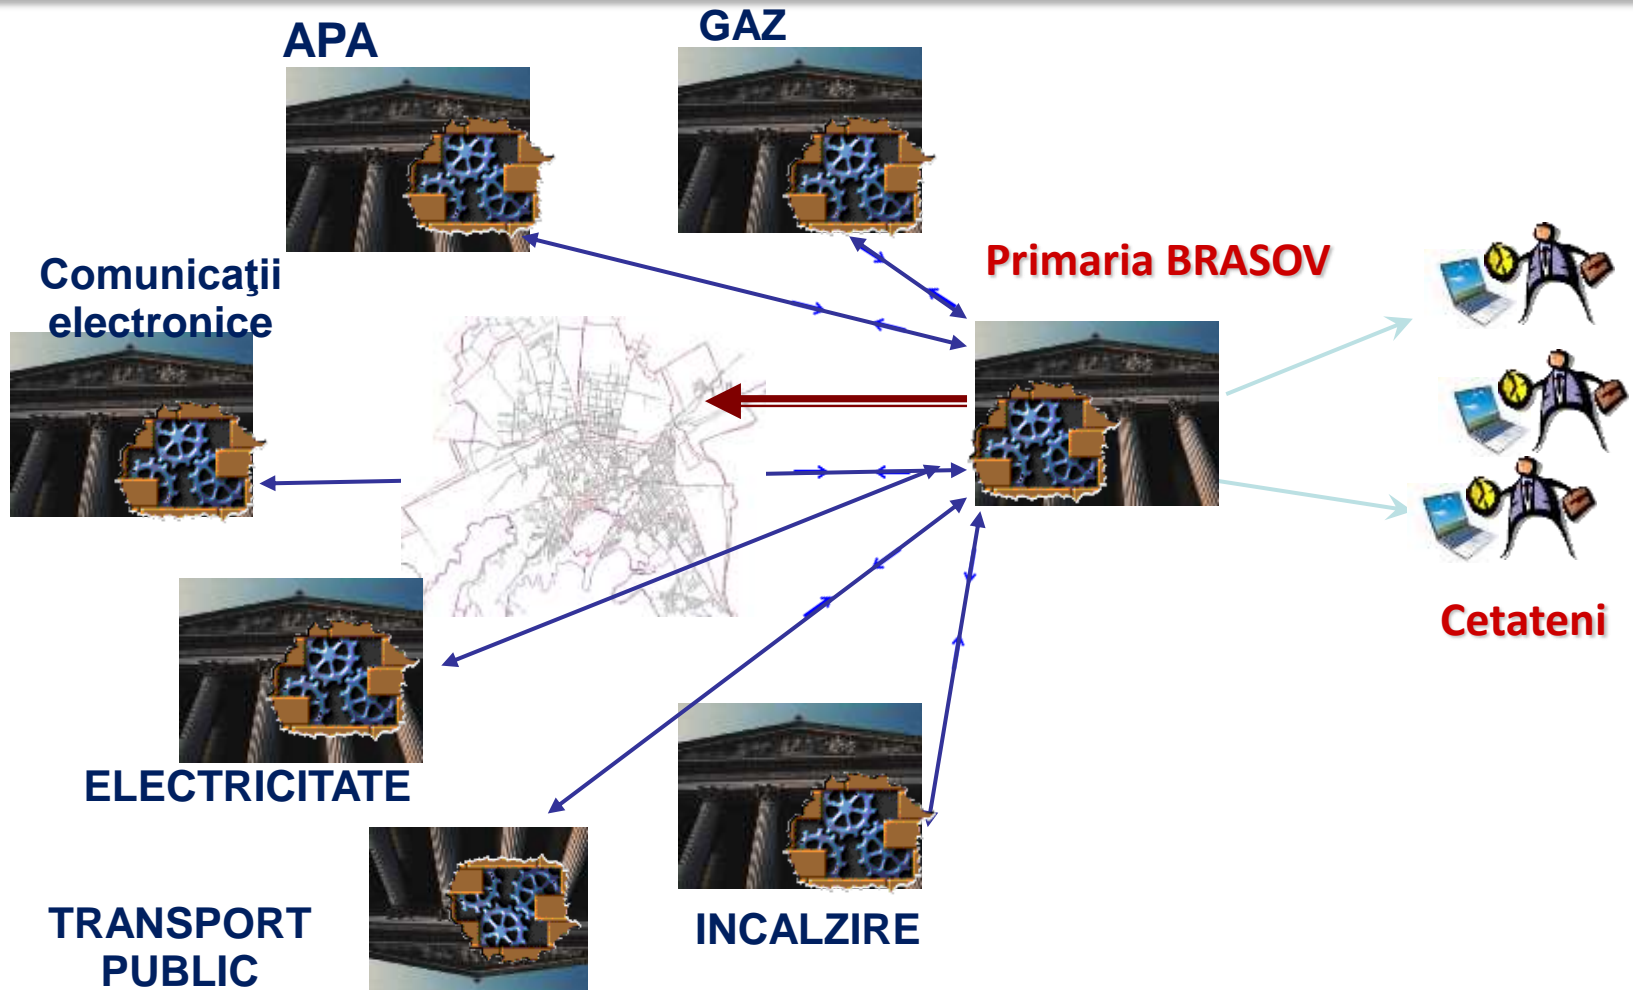 APA
GAZ
Primaria BRASOV
Comunicaţii
electronice
Cetateni
ELECTRICITATE
TRANSPORT
PUBLIC
INCALZIRE